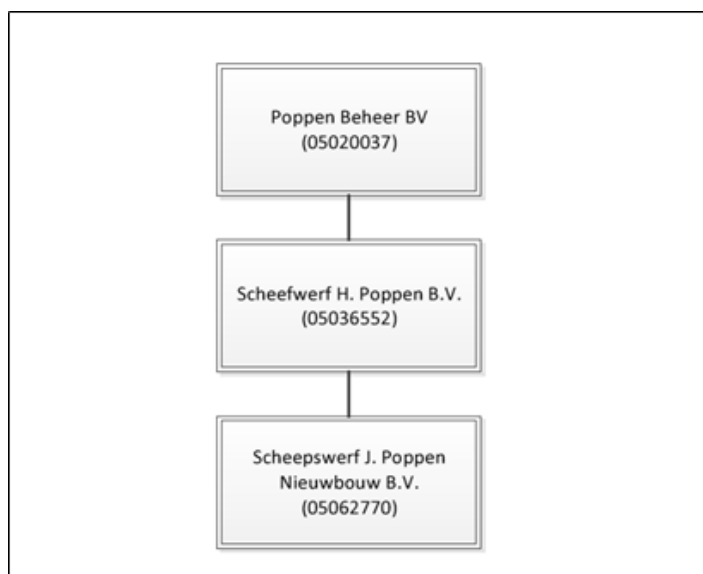 Poppen Beheer BV
(05020037)
Scheefwerf H. Poppen B.V.
(05036552)
Scheepswerf J. Poppen
Nieuwbouw B.V.
(05062770)